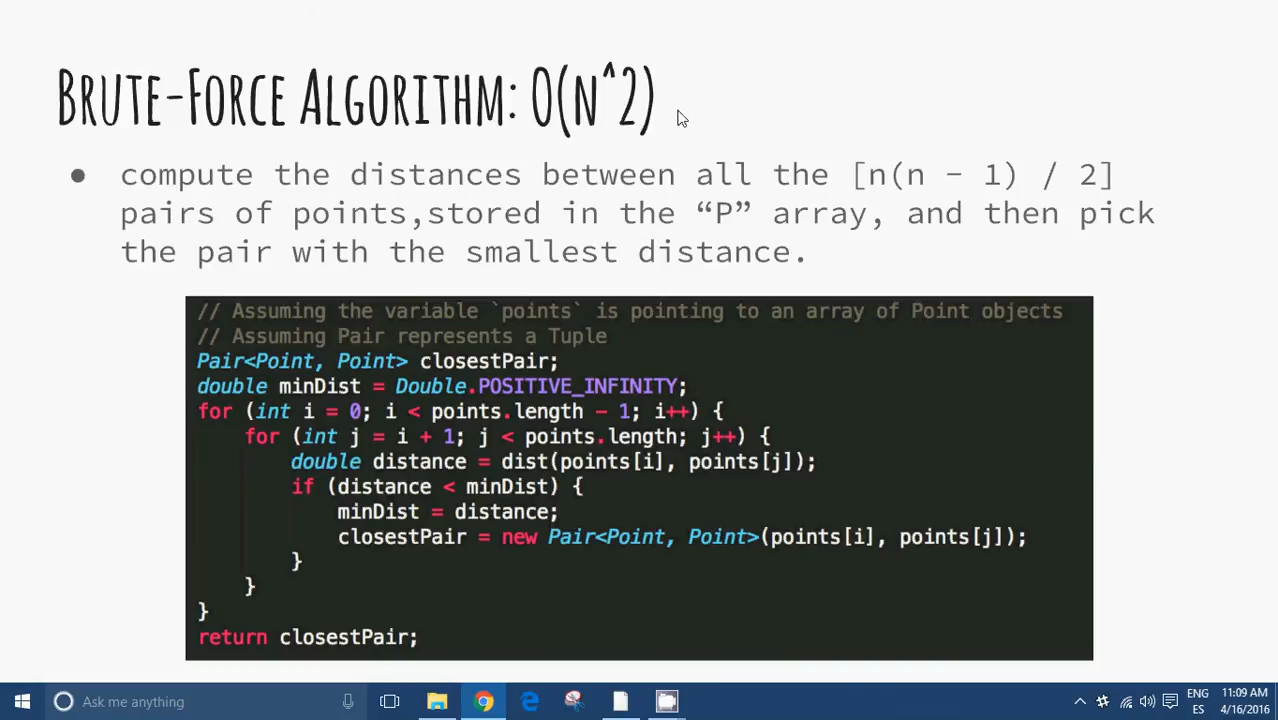 BRUTE-FORCE ALGORITHM: O(N^2)
● compute the distances between all the [n(n - 1) / 2]
pairs of points,stored in the “P” array, and then pick
the pair with the smallest distance.
// Assuming the variable `points` is pointing to an array of Point objects
// Assuming Pair represents a Tuple
Pair<Point, Point> closestPair;
double minDist = Double.POSITIVE_INFINITY;
for (int i = 0; i < points.length - 1; i++) {
for (int j = i + 1; j < points.length; j++) {
double distance = dist(points[i], points[j]);
if (distance < minDist) {
minDist = distance;
closestPair = new Pair<Point, Point>(points[i], points[j]);
}
}
}
return closestPair;
Ask me anything
ENG
ES
11:09 AM
4/16/2016